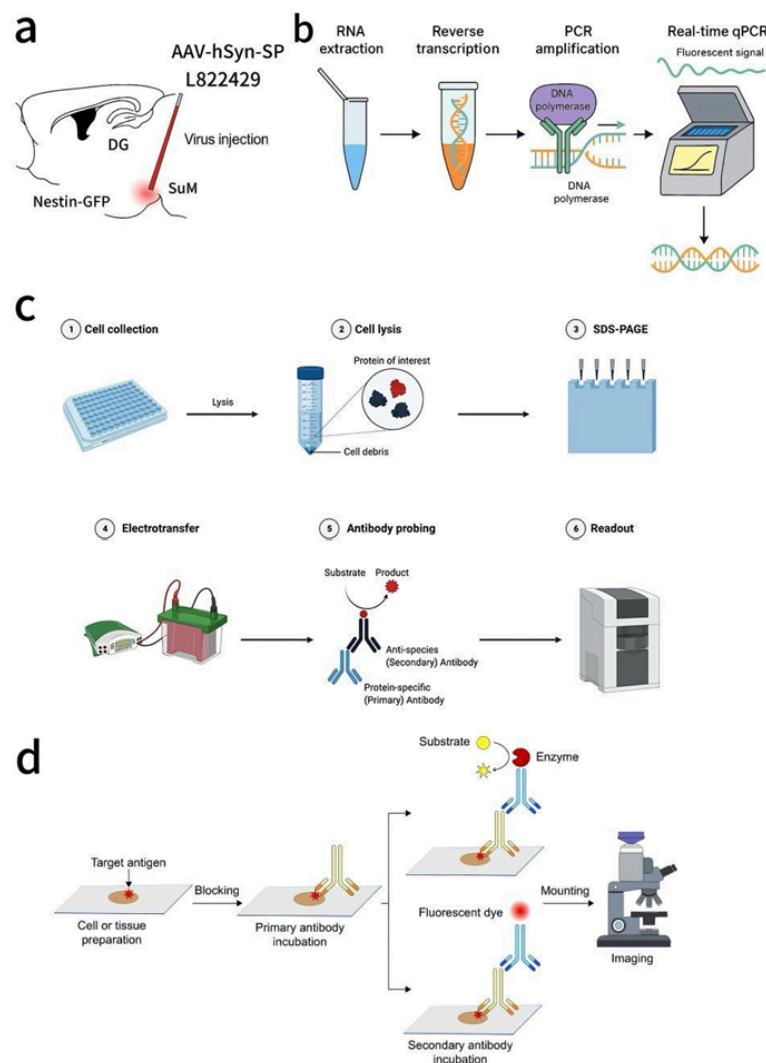 a
AAV-hSyn-SP
L822429
Virus injection
DG
SuM
Nestin-GFP
b
RNA
extraction
Reverse
transcription
PCR
amplification
Real-time qPCR
Fluorescent signal
DNA
polymerase
DNA
polymerase
c
1 Cell collection
Lysis
2 Cell lysis
Protein of interest
Cell debris
3 SDS-PAGE
4 Electrotransfer
5 Antibody probing
Substrate Product
Anti-species
(Secondary) Antibody
Protein-specific
(Primary) Antibody
6 Readout
d
Target antigen
Cell or tissue
preparation
Blocking
Primary antibody
incubation
Substrate
Enzyme
Fluorescent dye
Secondary antibody
incubation
Mounting
Imaging